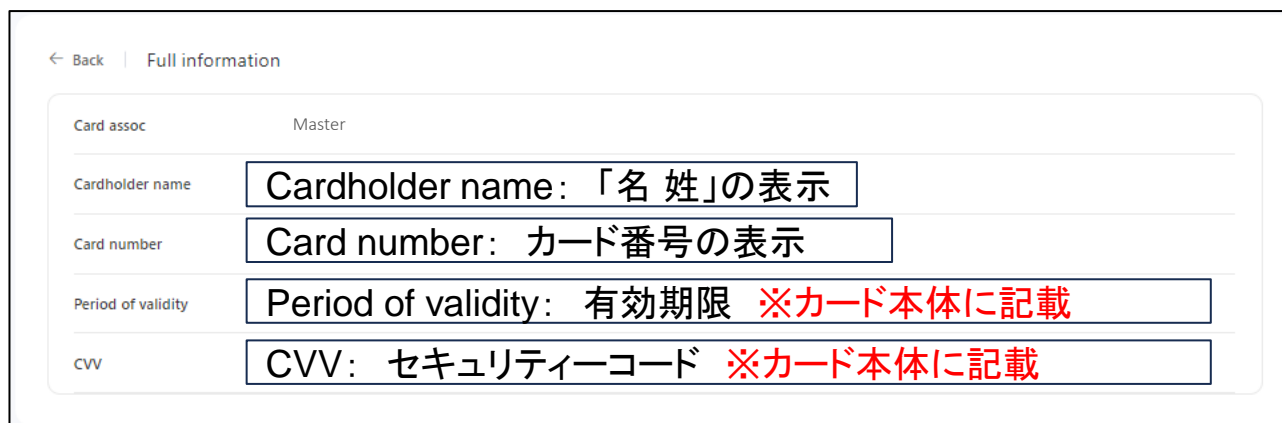 ← Back | Full information
Card assoc Master
Cardholder name Cardholder name： 「名 姓」の表示
Card number Card number： カード番号の表示
Period of validity Period of validity： 有効期限 ※カード本体に記載
CVV CVV： セキュリティーコード ※カード本体に記載